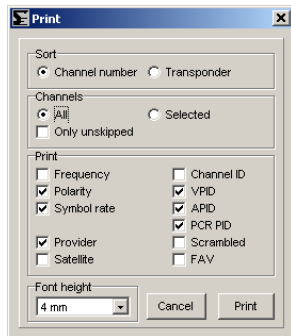 Print
Sort
Channel number Transponder
Channels
All Selected
Only unskipped
Print
Frequency Channel ID
Polarity VPID
Symbol rate APID
PCR PID
Provider Scrambled
Satellite FAV
Font height
4 mm Cancel Print